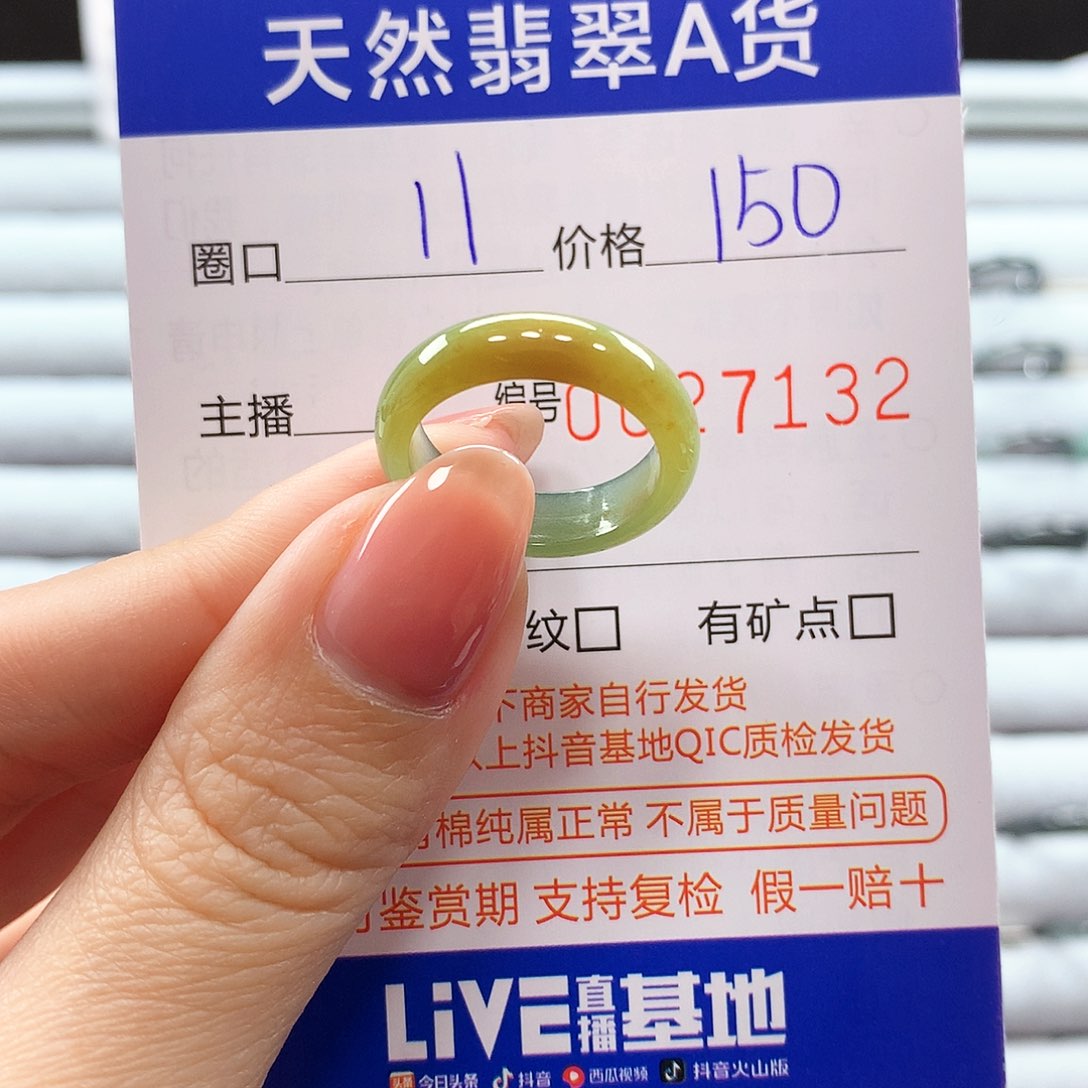 天然翡翠A货
圈口 11 价格 150
主播 编号 0027132
纹□ 有矿点□
下商家自行发货
以上抖音基地QIC质检发货
棉纯属正常 不属于质量问题
鉴赏期 支持复检 假一赔十
LiVE直播基地
头条 今日头条 抖音 西瓜视频 抖音火山版